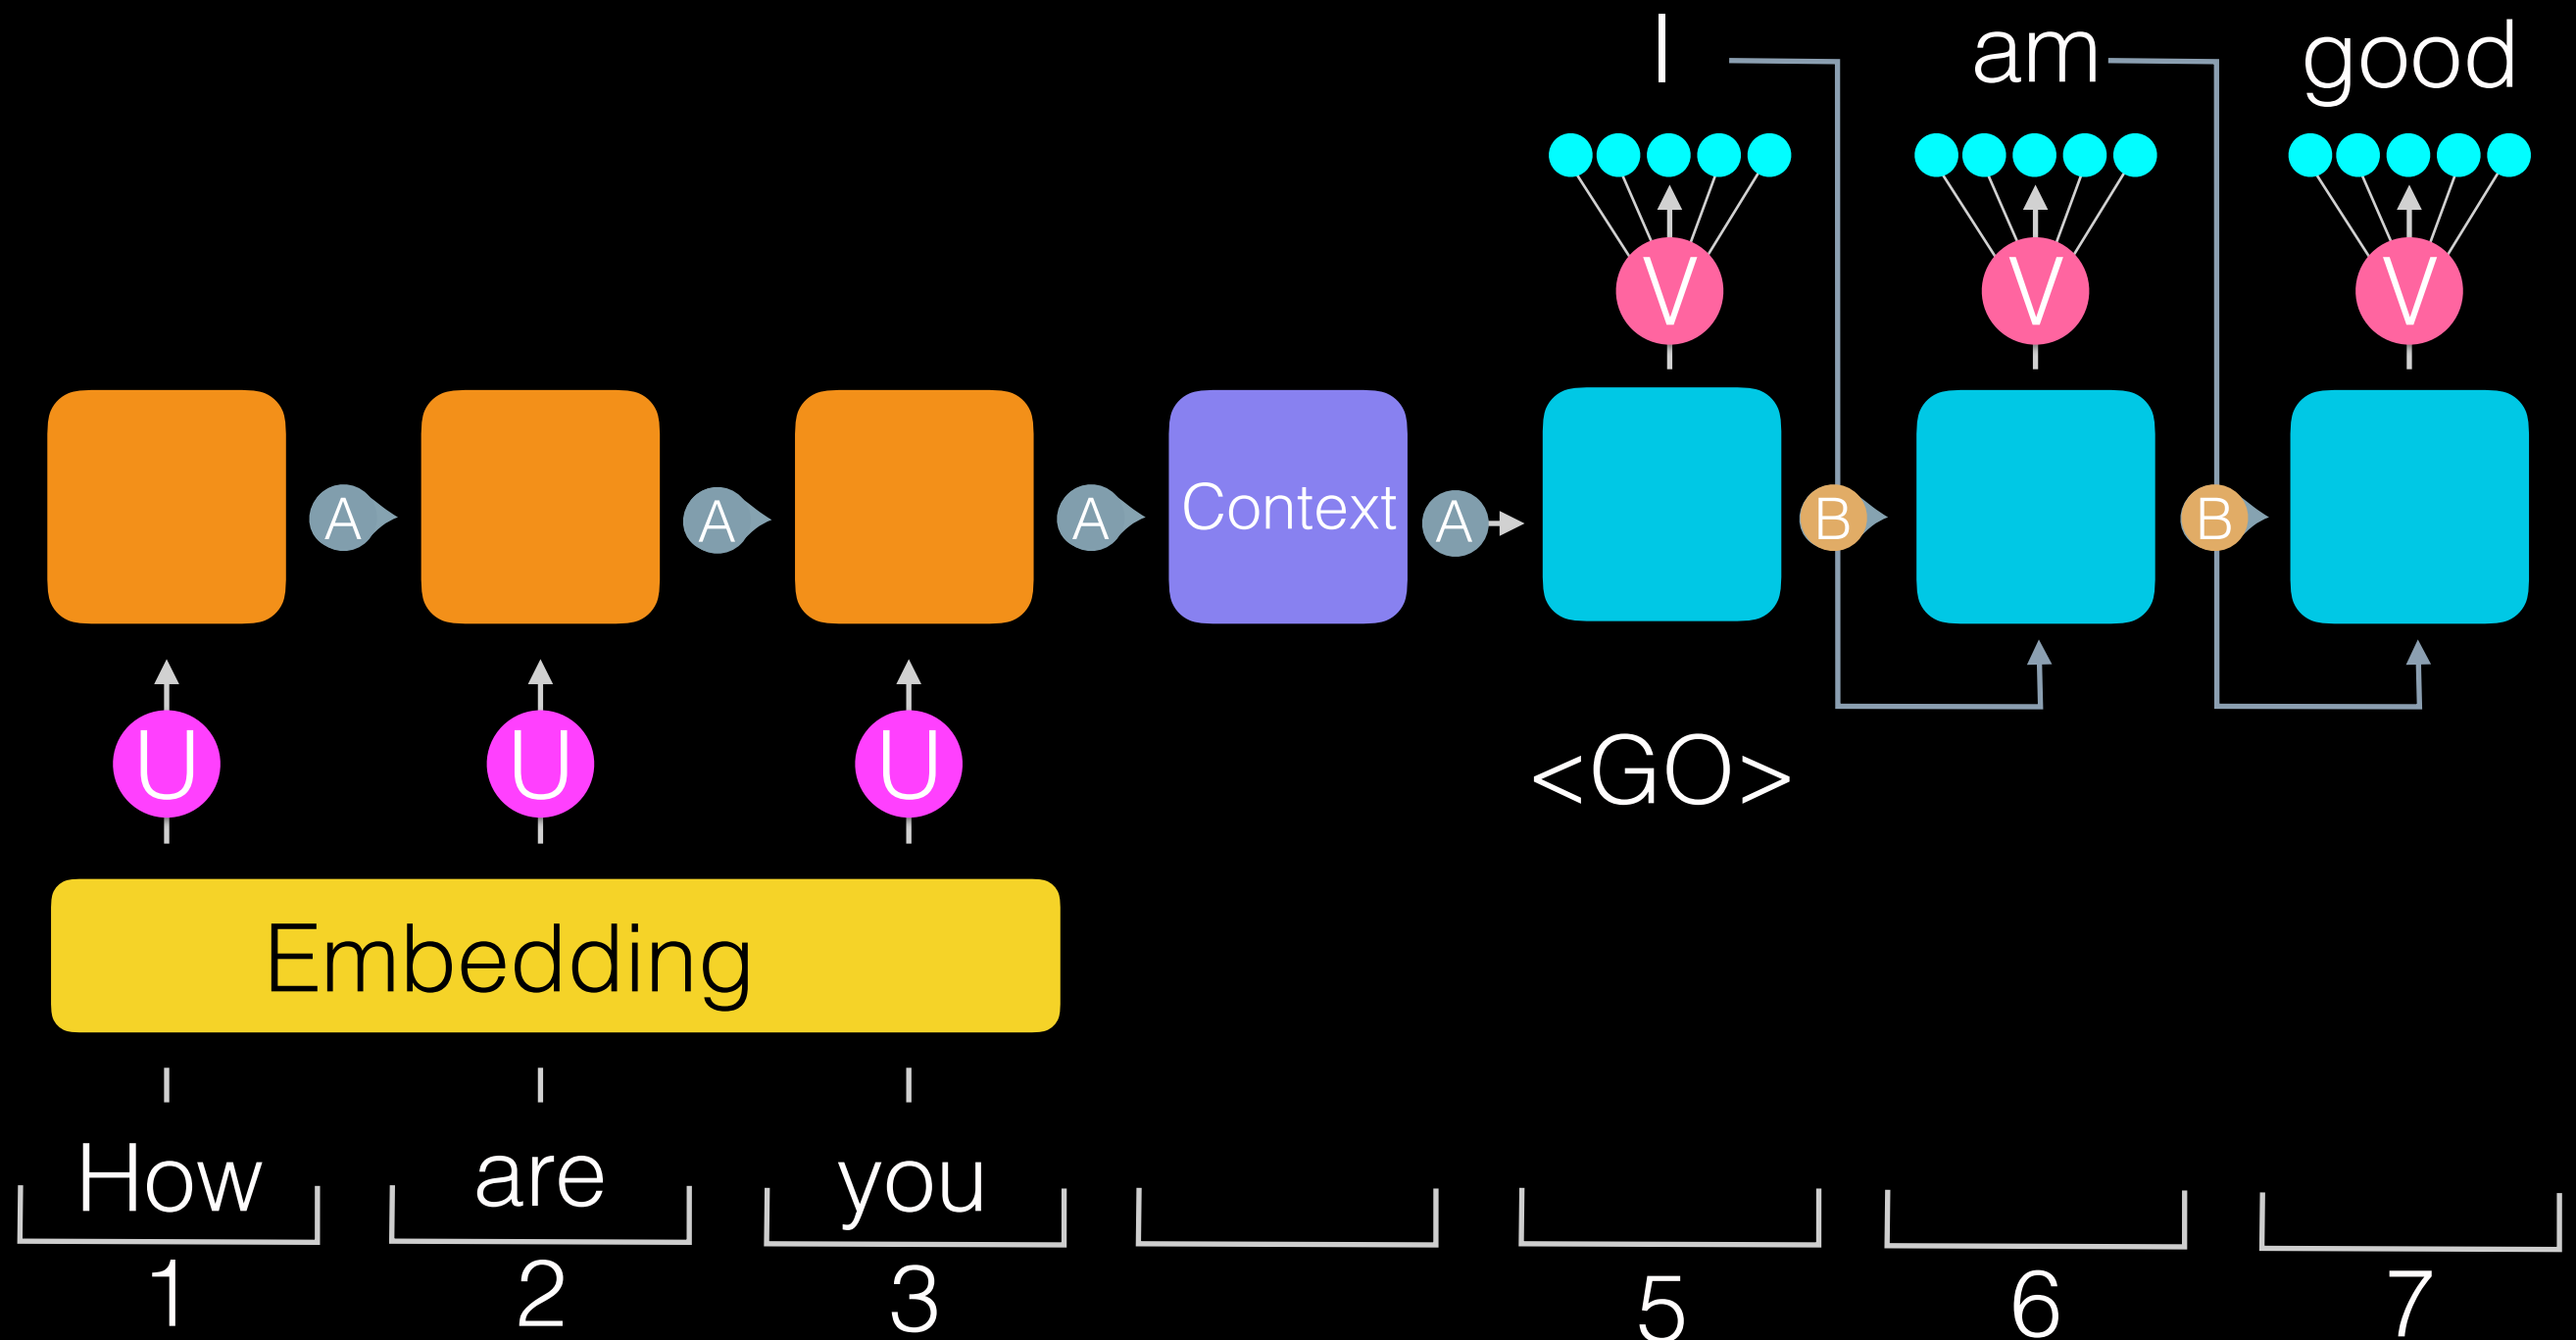 I am good
V V V
A A A Context A B B
U U U
<GO>
Embedding
How are you
1 2 3 5 6 7